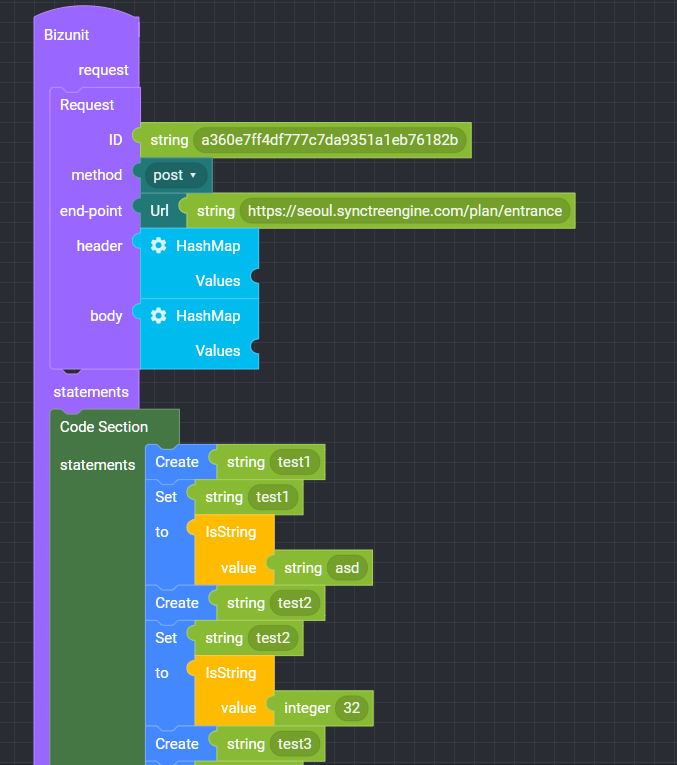 Bizunit
request
Request
ID string a360e7ff4df777c7da9351a1eb76182b
method post
end-point Url string https://seoul.synctreengine.com/plan/entrance
header HashMap
Values
body HashMap
Values
statements
Code Section
statements Create string test1
Set string test1
to IsString
value string asd
Create string test2
Set string test2
to IsString
value integer 32
Create string test3